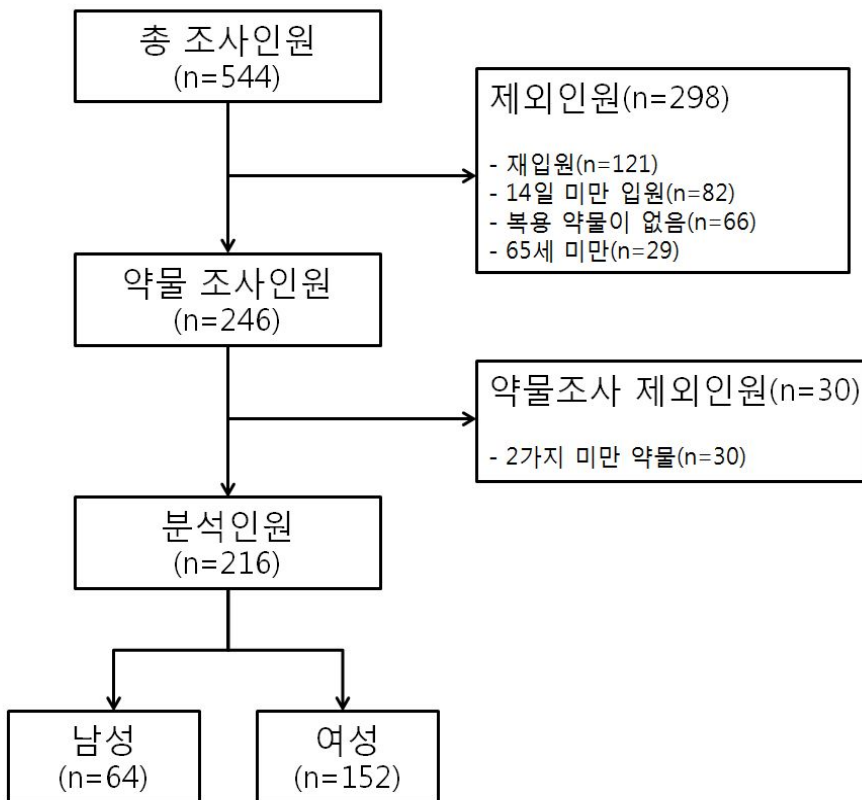 총 조사인원
(n=544)
제외인원(n=298)
- 재입원(n=121)
- 14일 미만 입원(n=82)
- 복용 약물이 없음(n=66)
- 65세 미만(n=29)
약물 조사인원
(n=246)
약물조사 제외인원(n=30)
- 2가지 미만 약물(n=30)
분석인원
(n=216)
남성
(n=64)
여성
(n=152)